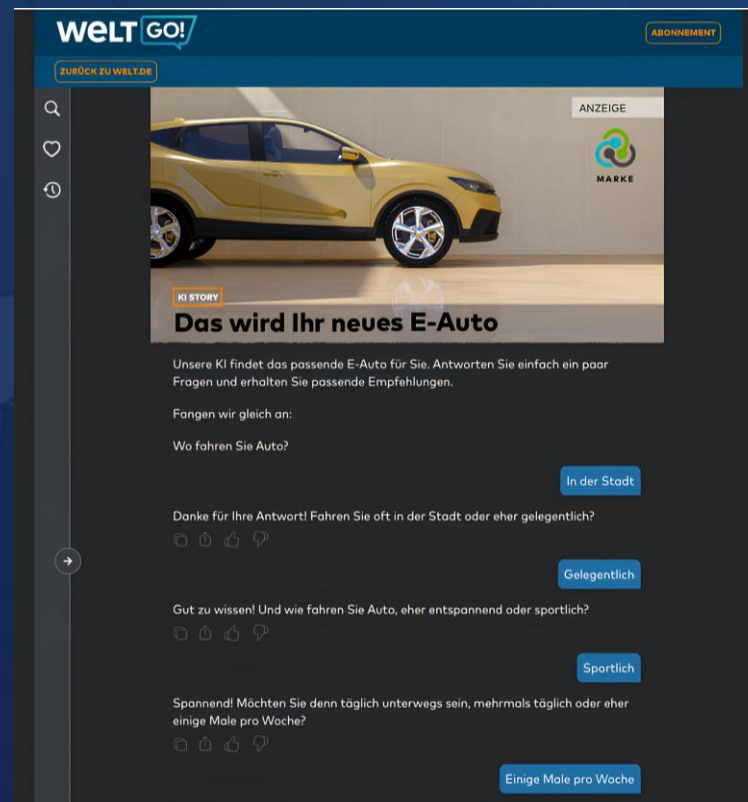 WELT GO!
ABONNEMENT
ZURÜCK ZU WELT.DE
ANZEIGE
MARKE
KI STORY
Das wird Ihr neues E-Auto
Unsere KI findet das passende E-Auto für Sie. Antworten Sie einfach ein paar
Fragen und erhalten Sie passende Empfehlungen.
Fangen wir gleich an:
Wo fahren Sie Auto?
In der Stadt
Danke für Ihre Antwort! Fahren Sie oft in der Stadt oder eher gelegentlich?
Gelegentlich
Gut zu wissen! Und wie fahren Sie Auto, eher entspannend oder sportlich?
Sportlich
Spannend! Möchten Sie denn täglich unterwegs sein, mehrmals täglich oder eher
einige Male pro Woche?
Einige Male pro Woche